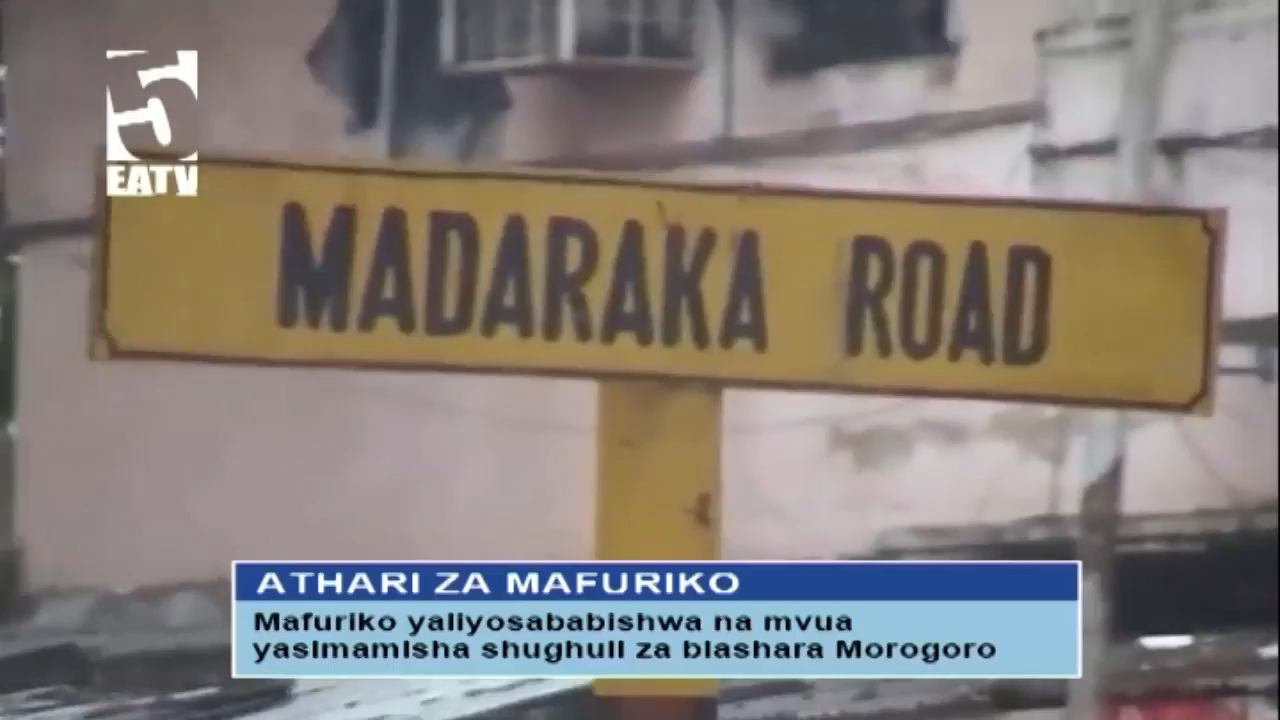 5
EATV
MADARAKA ROAD
ATHARI ZA MAFURIKO
Mafuriko yaliyosababishwa na mvua
yasimamisha shughuli za biashara Morogoro